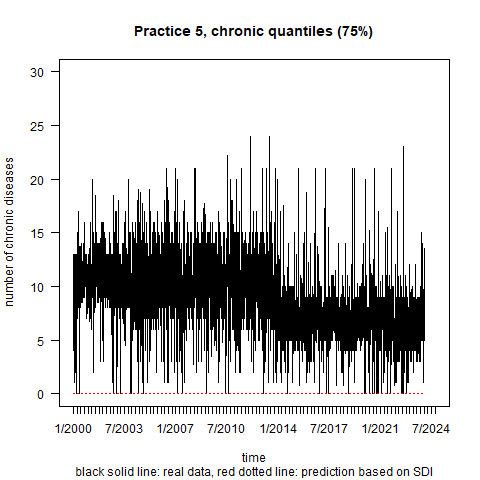 Practice 5, chronic quantiles (75%)
number of chronic diseases
30
25
20
15
10
5
0
1/2000 7/2003 1/2007 7/2010 1/2014 7/2017 1/2021 7/2024
time
black solid line: real data, red dotted line: prediction based on SDI